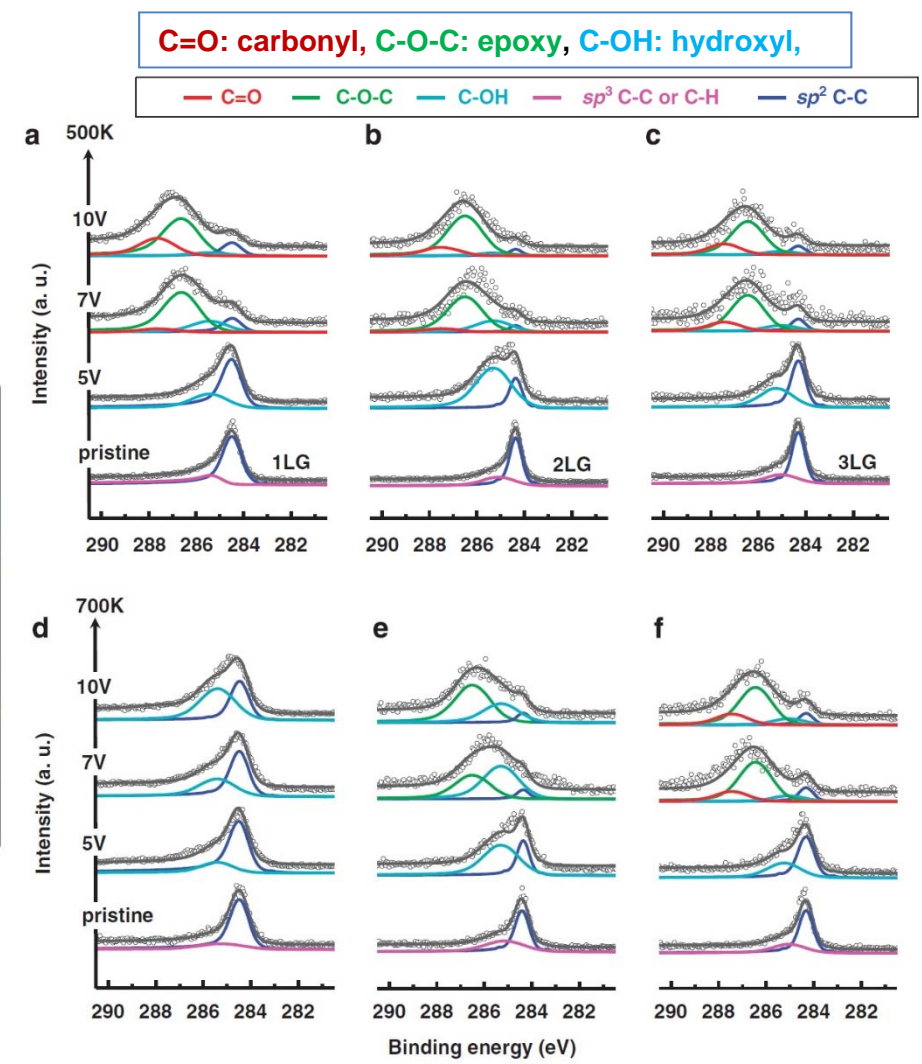 C=O: carbonyl, C-O-C: epoxy, C-OH: hydroxyl,
C=O C-O-C C-OH sp³ C-C or C-H sp² C-C
a 500K b c
10V
7V
5V
pristine 1LG 2LG 3LG
Intensity (a. u.)
290 288 286 284 282 290 288 286 284 282 290 288 286 284 282
d 700K e f
10V
7V
5V
pristine
Intensity (a. u.)
290 288 286 284 282 290 288 286 284 282 290 288 286 284 282
Binding energy (eV)